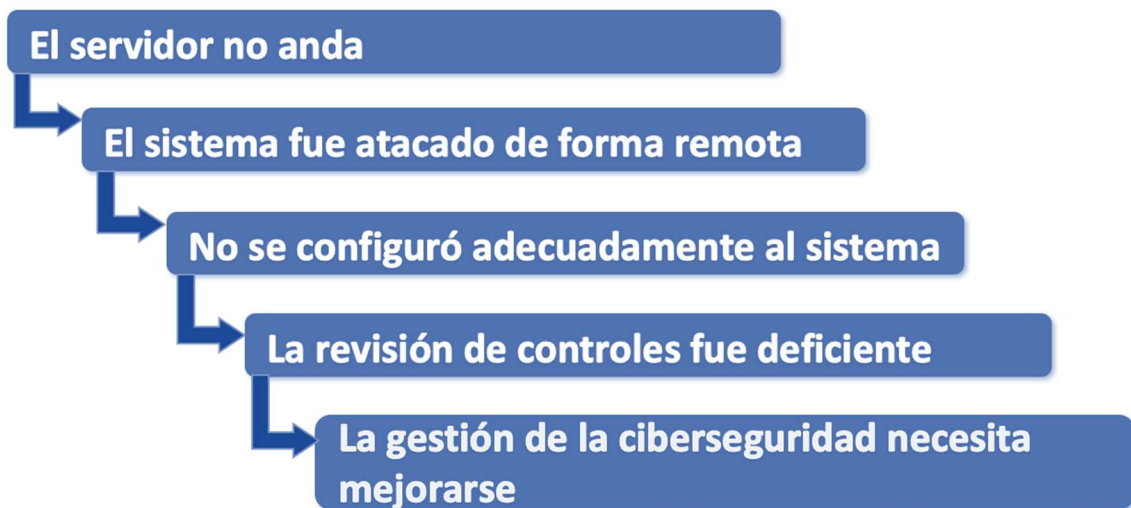 El servidor no anda
El sistema fue atacado de forma remota
No se configuró adecuadamente al sistema
La revisión de controles fue deficiente
La gestión de la ciberseguridad necesita
mejorarse